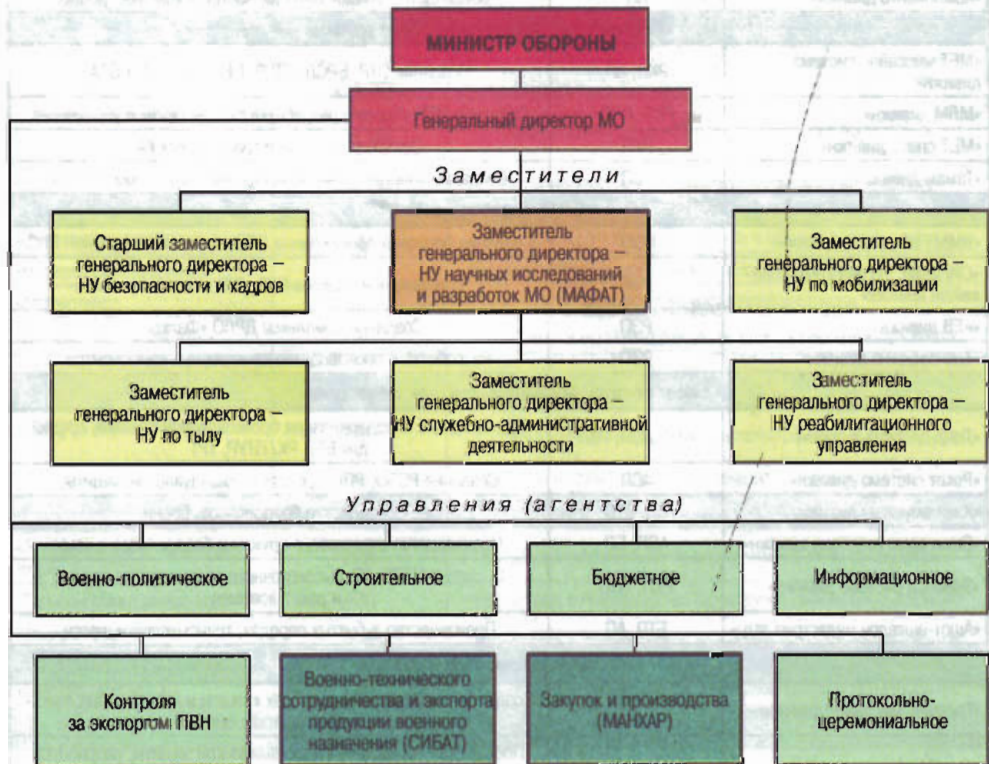 МИНИСТР ОБОРОНЫ
Генеральный директор МО
Заместители
Старший заместитель
генерального директора –
НУ безопасности и кадров
Заместитель
генерального директора –
НУ научных исследований
и разработок МО (МАФАТ)
Заместитель
генерального директора –
НУ по мобилизации
Заместитель
генерального директора –
НУ по тылу
Заместитель
генерального директора –
НУ служебно-административной
деятельности
Заместитель
генерального директора –
НУ реабилитационного
управления
Управления (агентства)
Военно-политическое
Строительное
Бюджетное
Информационное
Контроля
за экспортом ПВН
Военно-технического
сотрудничества и экспорта
продукции военного
назначения (СИБАТ)
Закупок и производства
(МАНХАР)
Протокольно-
церемониальное